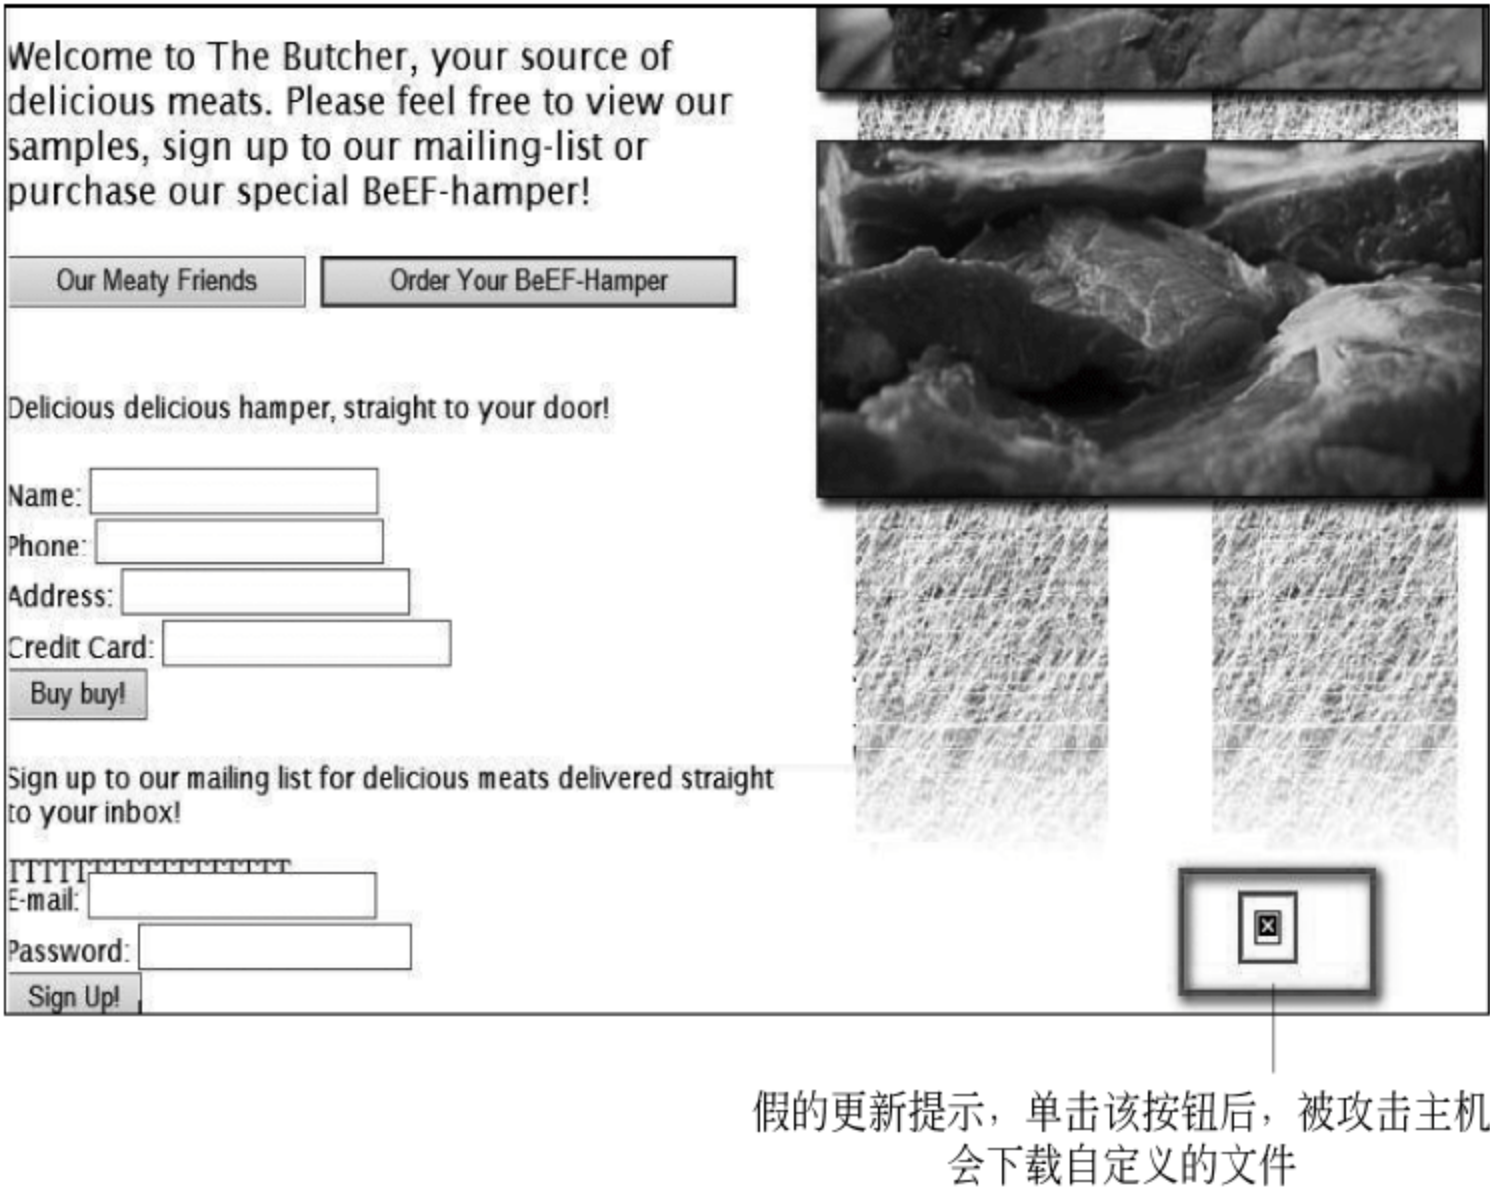 Welcome to The Butcher, your source of
delicious meats. Please feel free to view our
samples, sign up to our mailing-list or
purchase our special BeEF-hamper!
Our Meaty Friends
Order Your BeEF-Hamper
Delicious delicious hamper, straight to your door!
Name:
Phone:
Address:
Credit Card:
Buy buy!
Sign up to our mailing list for delicious meats delivered straight
to your inbox!
E-mail:
Password:
Sign Up!
假的更新提示，单击该按钮后，被攻击主机
会下载自定义的文件